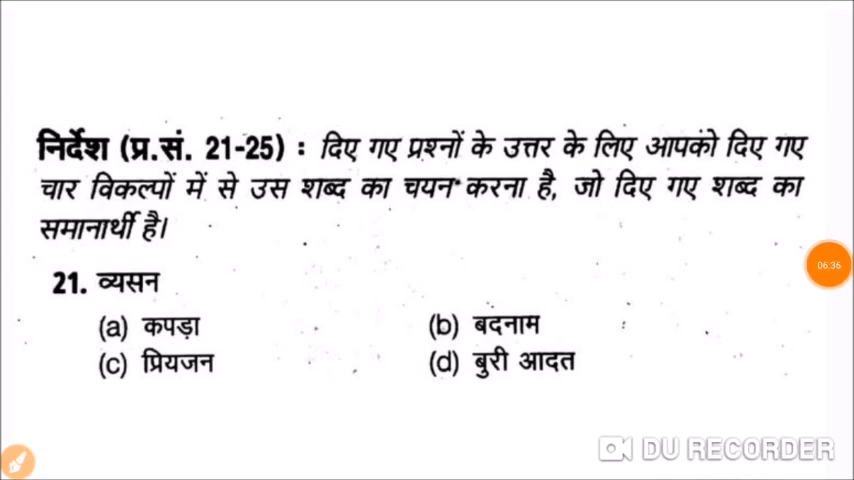 निर्देश (प्र.सं. 21-25) : दिए गए प्रश्नों के उत्तर के लिए आपको दिए गए
चार विकल्पों में से उस शब्द का चयन करना है, जो दिए गए शब्द का
समानार्थी है।
21. व्यसन
(a) कपड़ा (b) बदनाम
(c) प्रियजन (d) बुरी आदत
06:36
DU RECORDER